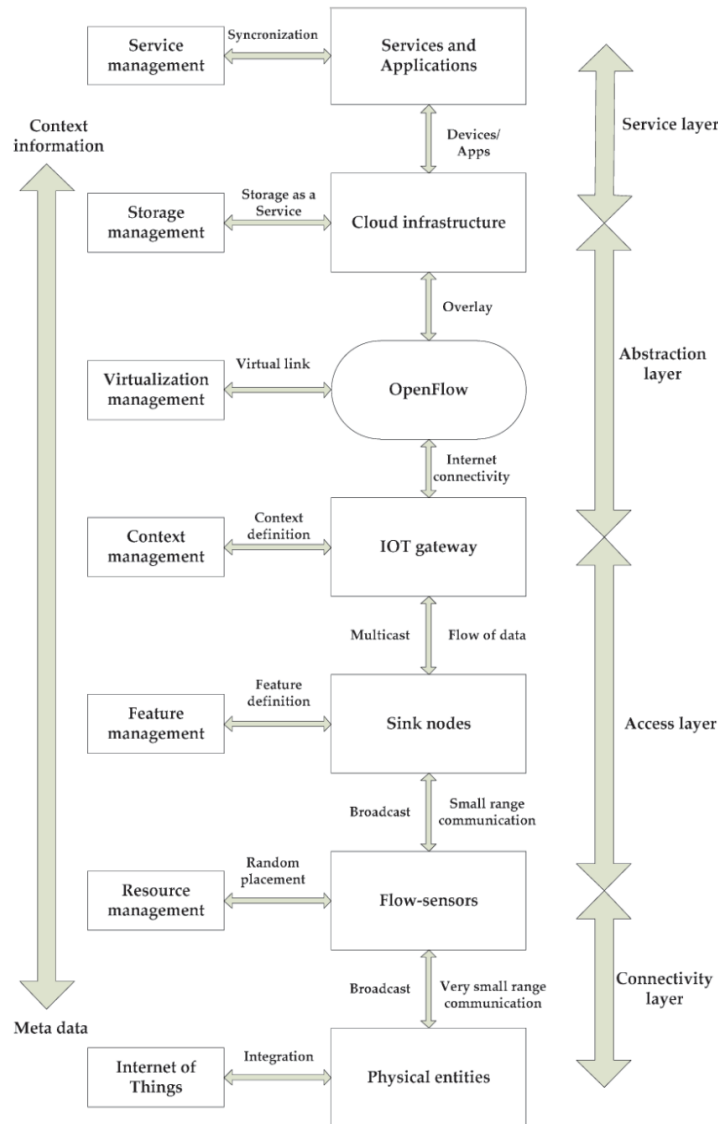 Service
management
Syncronization
Services and
Applications
Service layer
Devices/
Apps
Context
information
Storage
management
Storage as a
Service
Cloud infrastructure
Overlay
Abstraction
layer
Virtualization
management
Virtual link
OpenFlow
Internet
connectivity
Context
management
Context
definition
IOT gateway
Multicast
Flow of data
Feature
management
Feature
definition
Sink nodes
Access layer
Broadcast
Small range
communication
Resource
management
Random
placement
Flow-sensors
Broadcast
Very small range
communication
Connectivity
layer
Meta data
Internet of
Things
Integration
Physical entities